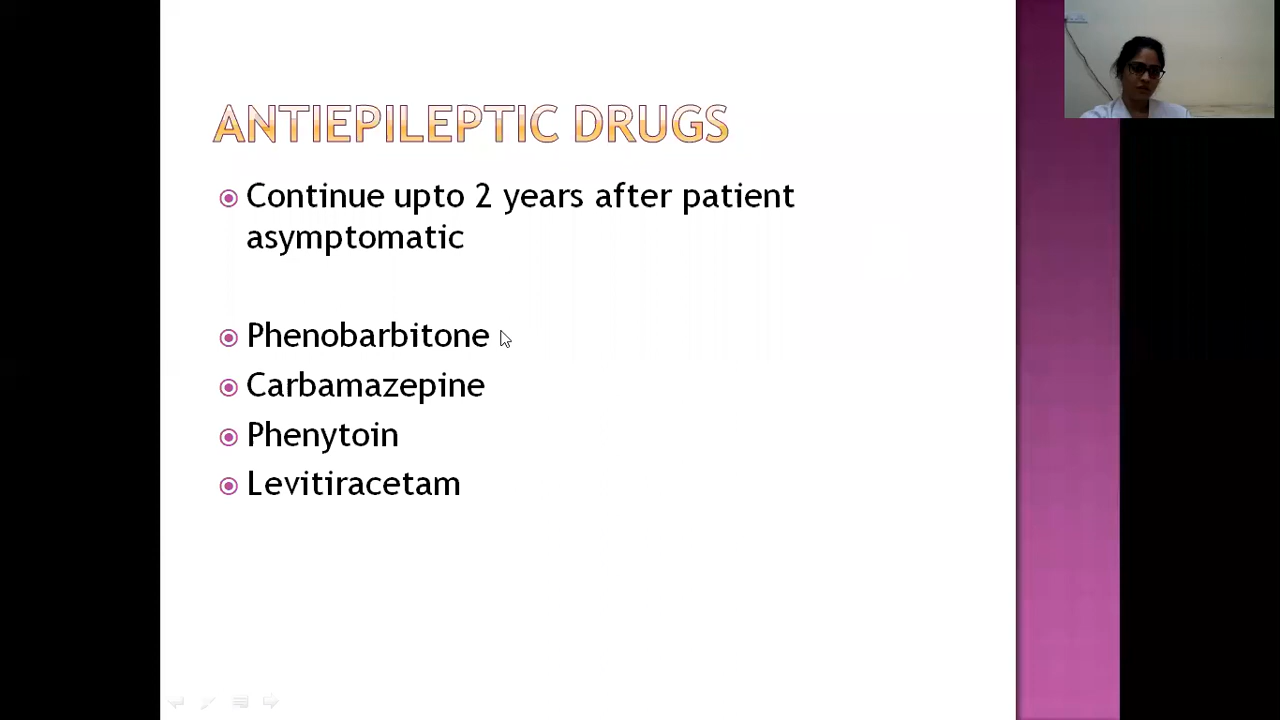 ANTIEPILEPTIC DRUGS
Continue upto 2 years after patient
asymptomatic
Phenobarbitone
Carbamazepine
Phenytoin
Levitiracetam